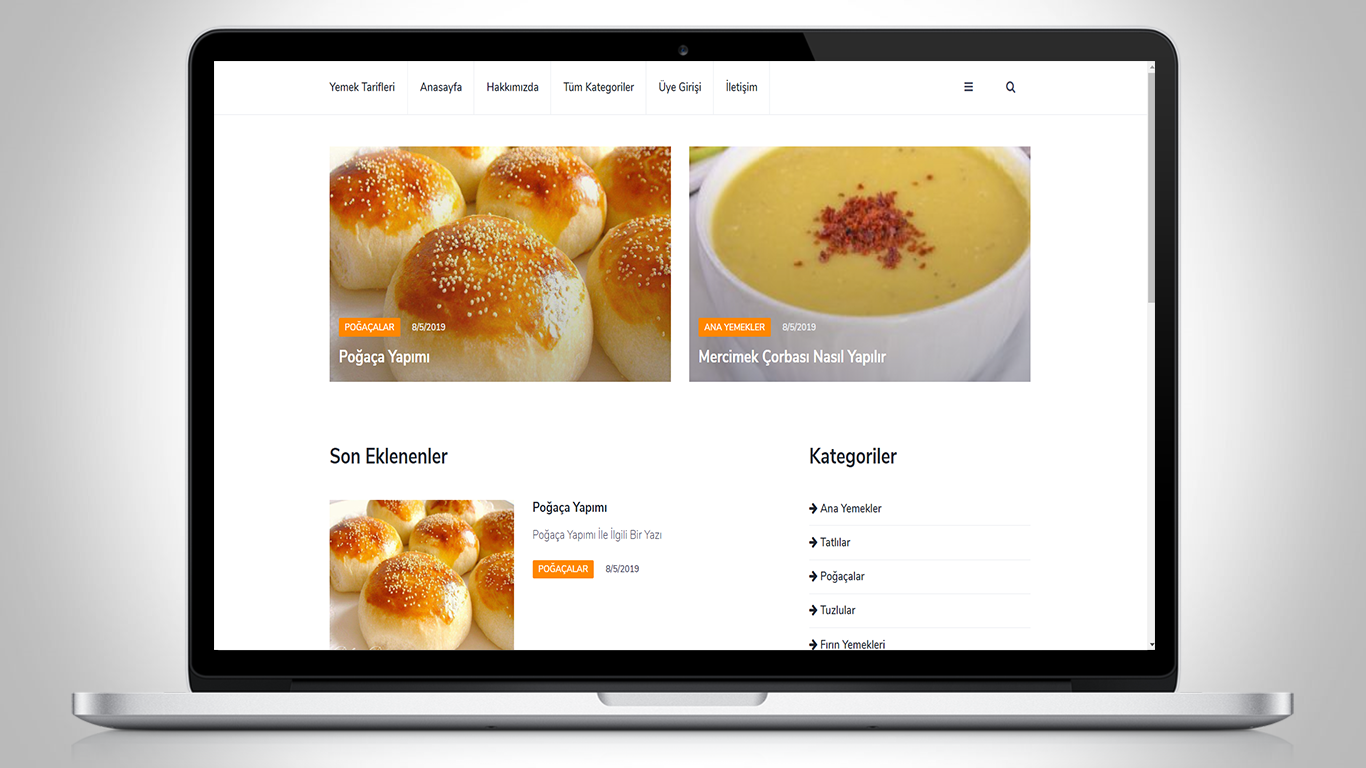 Yemek Tarifleri Anasayfa Hakkımızda Tüm Kategoriler Üye Girişi İletişim
POĞAÇALAR 8/5/2019
Poğaça Yapımı
ANA YEMEKLER 8/5/2019
Mercimek Çorbası Nasıl Yapılır
Son Eklenenler
Poğaça Yapımı
Poğaça Yapımı İle İlgili Bir Yazı
POĞAÇALAR 8/5/2019
Kategoriler
Ana Yemekler
Tatlılar
Poğaçalar
Tuzlular
Fırın Yemekleri